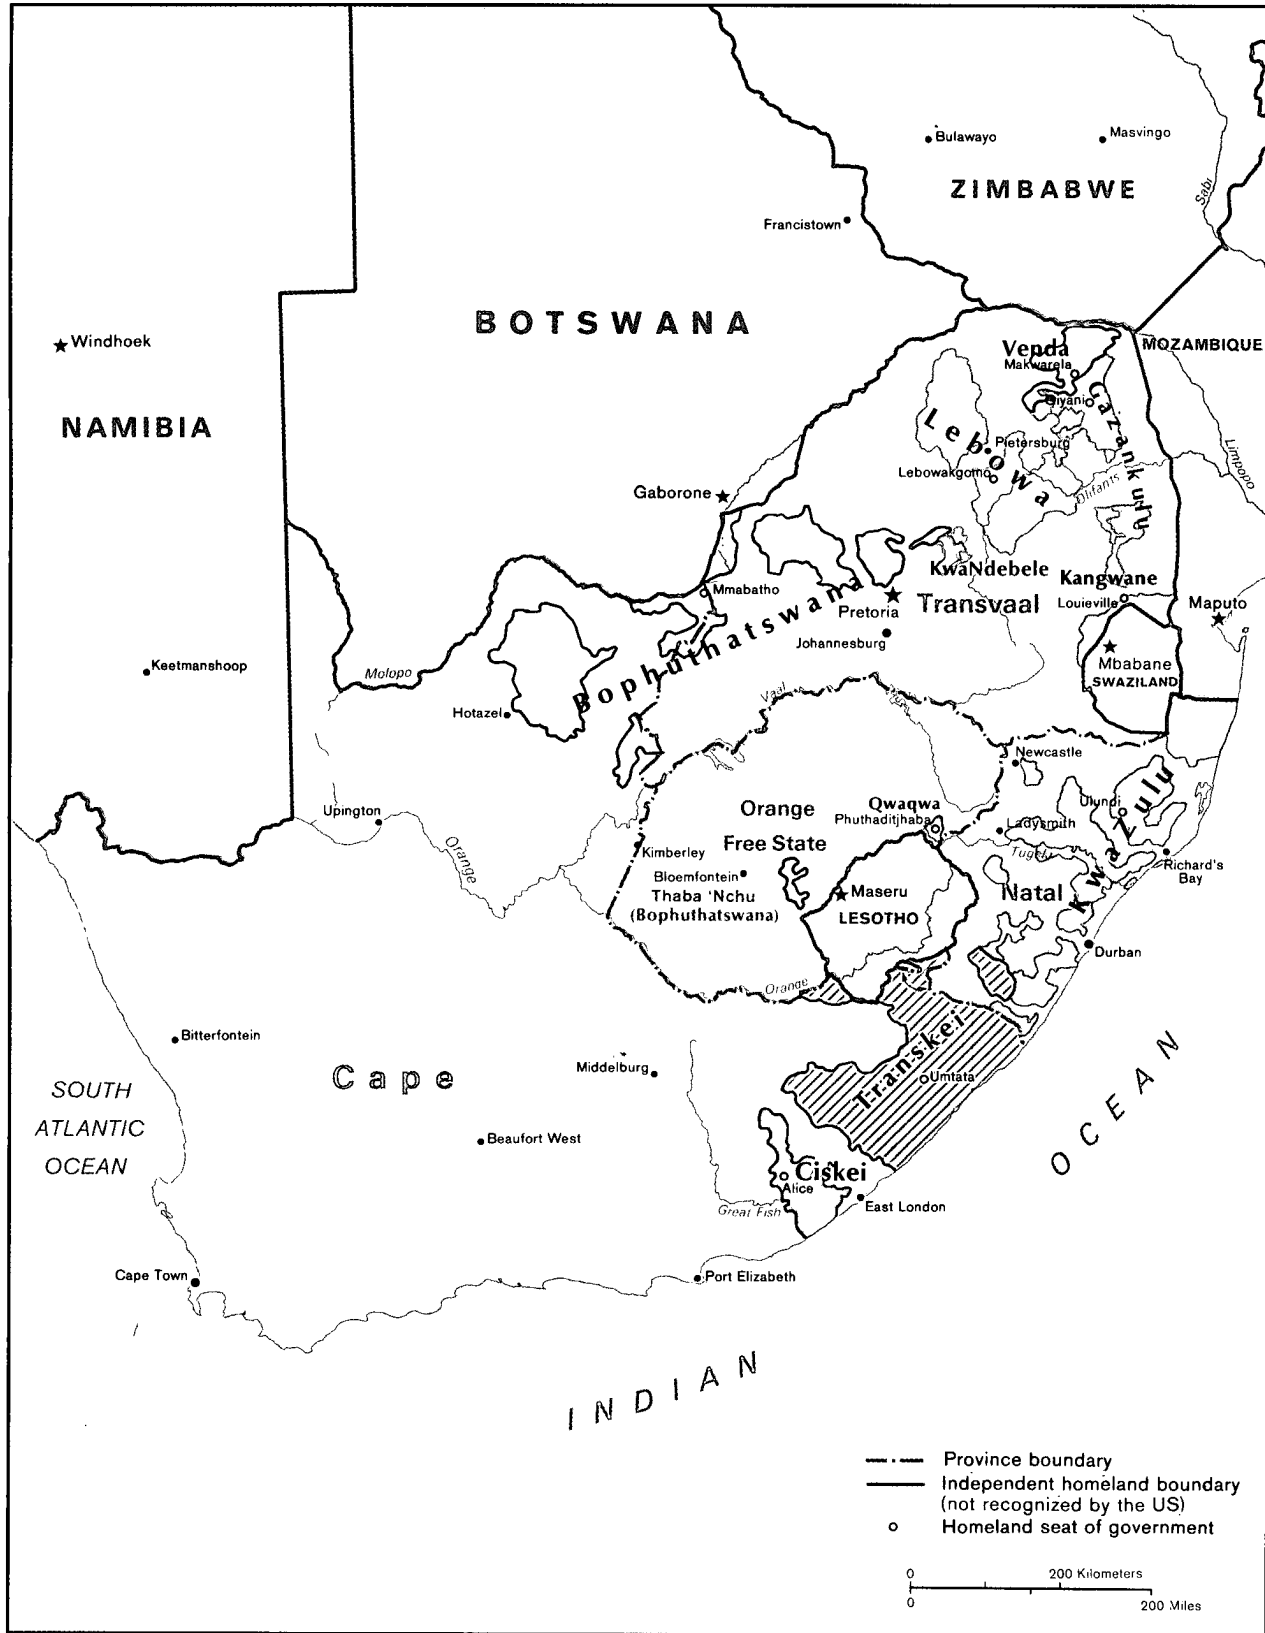 Bulawayo
Masvingo
ZIMBABWE
Sabi
Francistown
BOTSWANA
Windhoek
NAMIBIA
MOZAMBIQUE
Venda
Makwarela
Giyani
Gazankulu
Lebowa
Pietersburg
Lebowakgomo
Olifants
Limpopo
Gaborone
KwaNdebele
Kangwane
Louieville
Mmabatho
Pretoria
Transvaal
Maputo
Johannesburg
Bophuthatswana
Mbabane
SWAZILAND
Keetmanshoop
Molopo
Hotazel
Vaal
Newcastle
Upington
Orange
Orange
Free State
Qwaqwa
Phuthaditjhaba
Ulundi
KwaZulu
Ladysmith
Tugela
Kimberley
Bloemfontein
Thaba 'Nchu
(Bophuthatswana)
Maseru
LESOTHO
Natal
Richard's
Bay
Durban
Orange
Bitterfontein
Cape
Middelburg
Transkei
Umtata
SOUTH
ATLANTIC
OCEAN
Beaufort West
Ciskei
Alice
Great Fish
East London
Cape Town
Port Elizabeth
INDIAN
OCEAN
Province boundary
Independent homeland boundary
(not recognized by the US)
Homeland seat of government
0 200 Kilometers
0 200 Miles